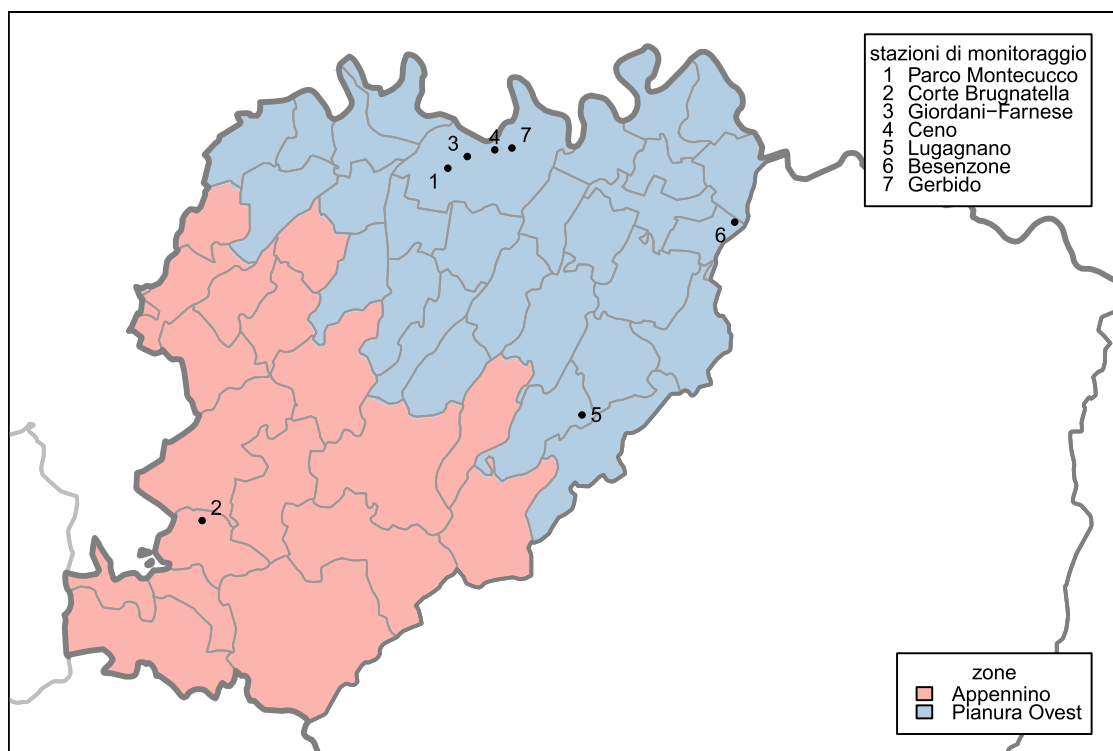 stazioni di monitoraggio
1 Parco Montecucco
2 Corte Brugnatella
3 Giordani−Farnese
4 Ceno
5 Lugagnano
6 Besenzone
7 Gerbido
3
4
7
1
6
5
2
zone
Appennino
Pianura Ovest